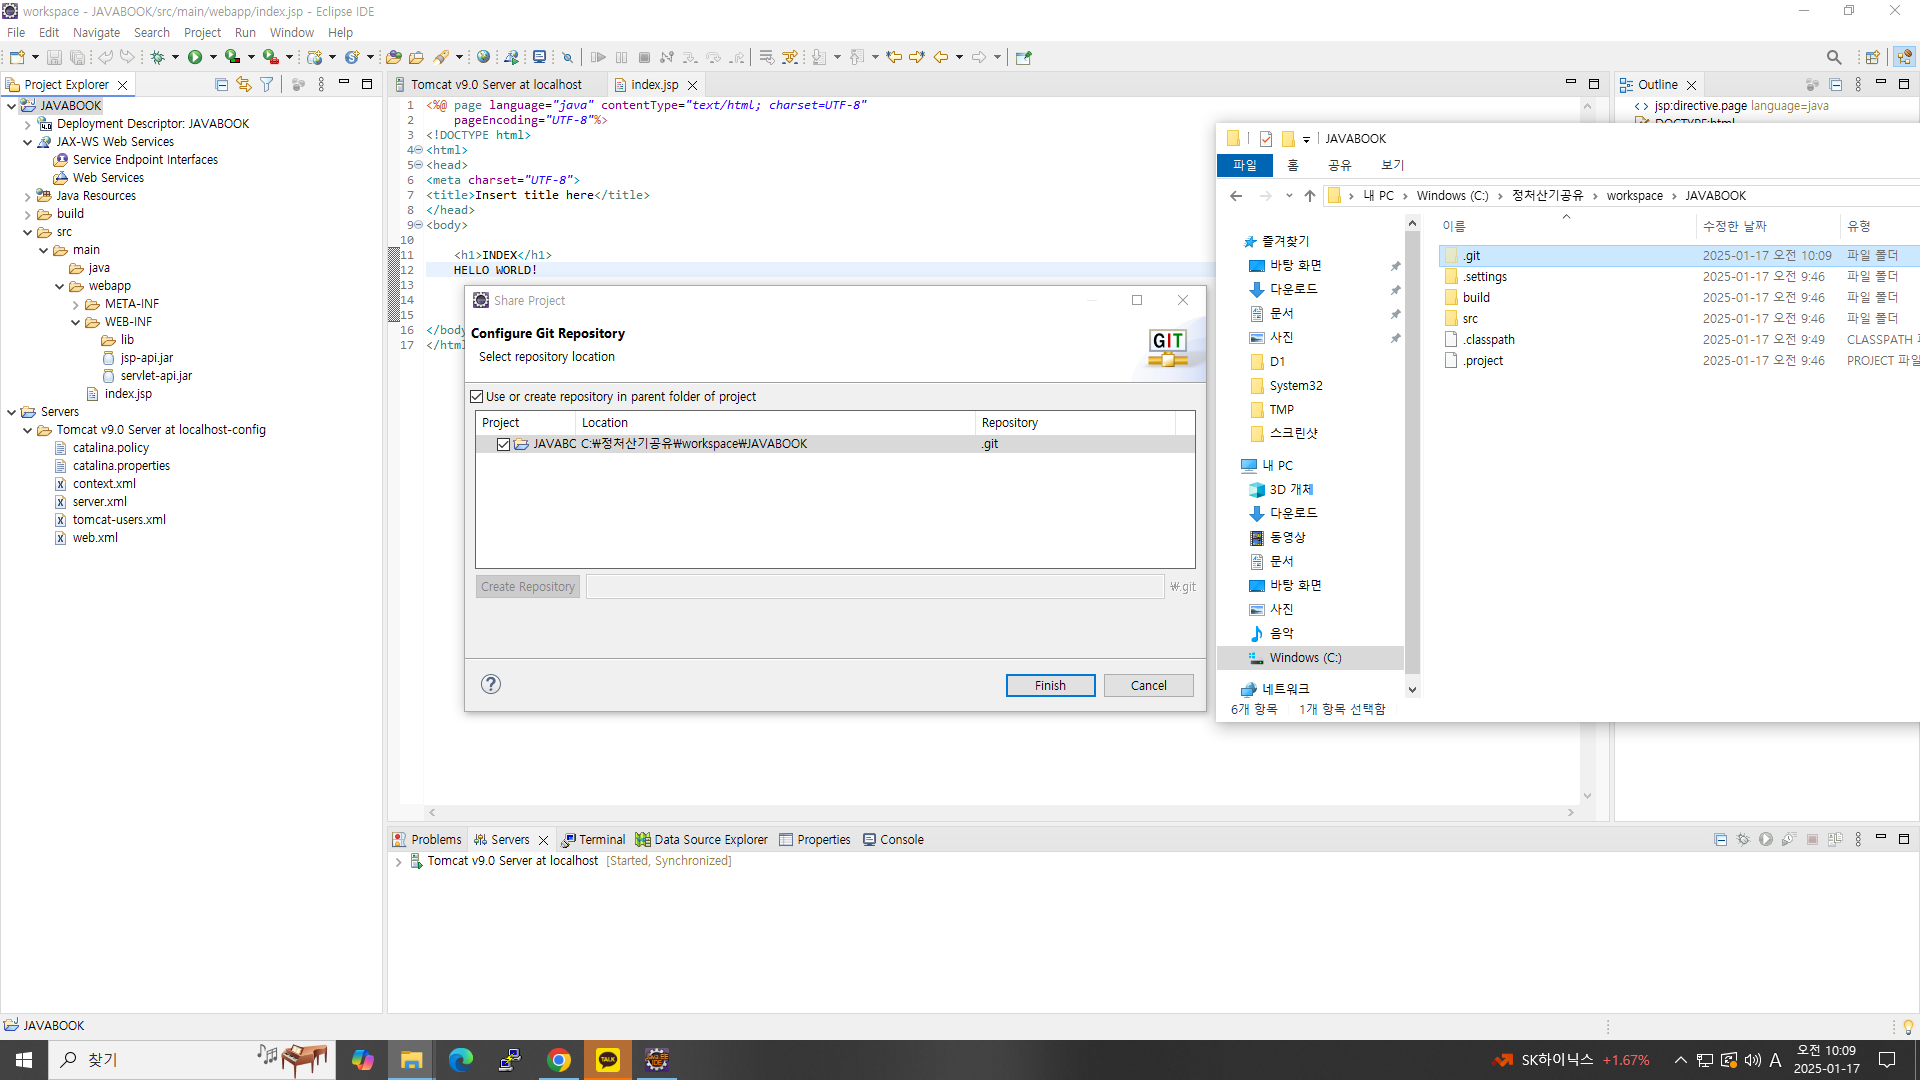 workspace - JAVABOOK/src/main/webapp/index.jsp - Eclipse IDE
File Edit Navigate Search Project Run Window Help
Project Explorer
JAVABOOK
Deployment Descriptor: JAVABOOK
JAX-WS Web Services
Service Endpoint Interfaces
Web Services
Java Resources
build
src
main
java
webapp
META-INF
WEB-INF
lib
jsp-api.jar
servlet-api.jar
index.jsp
Servers
Tomcat v9.0 Server at localhost-config
catalina.policy
catalina.properties
context.xml
server.xml
tomcat-users.xml
web.xml
Tomcat v9.0 Server at localhost index.jsp
1 <%@ page language="java" contentType="text/html; charset=UTF-8"
2 pageEncoding="UTF-8"%>
3 <!DOCTYPE html>
4 <html>
5 <head>
6 <meta charset="UTF-8">
7 <title>Insert title here</title>
8 </head>
9 <body>
10
11 <h1>INDEX</h1>
12 HELLO WORLD!
13
14
15
16 </body
17 </html
Outline
jsp:directive.page language=java
DOCTYPE:html
Share Project
Configure Git Repository
Select repository location
GIT
Use or create repository in parent folder of project
Project Location Repository
JAVABC C:₩정처산기공유₩workspace₩JAVABOOK .git
Create Repository ₩.git
Finish Cancel
JAVABOOK
파일 홈 공유 보기
내 PC Windows (C:) 정처산기공유 workspace JAVABOOK
즐겨찾기
바탕 화면
다운로드
문서
사진
D1
System32
TMP
스크린샷
내 PC
3D 개체
다운로드
동영상
문서
바탕 화면
사진
음악
Windows (C:)
네트워크
이름 수정한 날짜 유형
.git 2025-01-17 오전 10:09 파일 폴더
.settings 2025-01-17 오전 9:46 파일 폴더
build 2025-01-17 오전 9:46 파일 폴더
src 2025-01-17 오전 9:46 파일 폴더
.classpath 2025-01-17 오전 9:49 CLASSPATH
.project 2025-01-17 오전 9:46 PROJECT 파일
6개 항목 1개 항목 선택함
Problems Servers Terminal Data Source Explorer Properties Console
Tomcat v9.0 Server at localhost [Started, Synchronized]
JAVABOOK
찾기
TALK
SK하이닉스 +1.67%
A
오전 10:09
2025-01-17